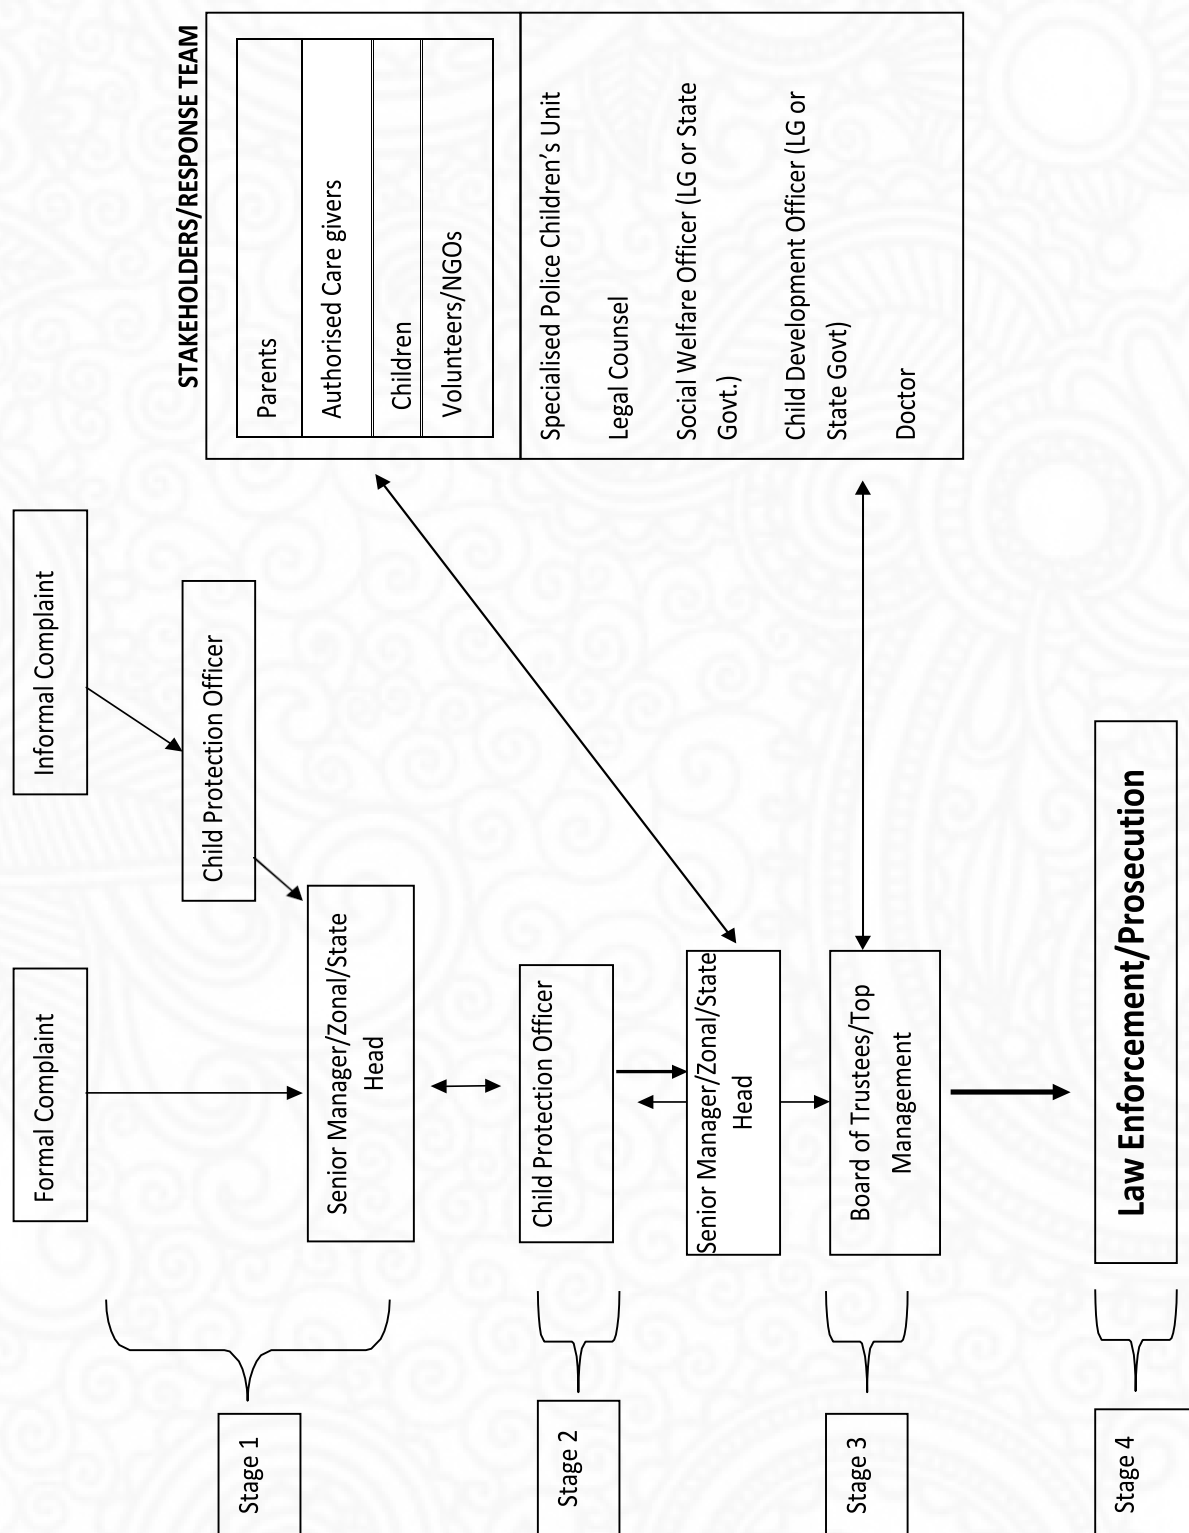 Formal Complaint
Informal Complaint
STAKEHOLDERS/RESPONSE TEAM
Parents
Authorised Care givers
Children
Volunteers/NGOs
Specialised Police Children’s Unit
Legal Counsel
Social Welfare Officer (LG or State
Govt.)
Child Development Officer (LG or
State Govt)
Doctor
Child Protection Officer
Stage 1
Senior Manager/Zonal/State
Head
Stage 2
Child Protection Officer
Senior Manager/Zonal/State
Head
Stage 3
Board of Trustees/Top
Management
Stage 4
Law Enforcement/Prosecution